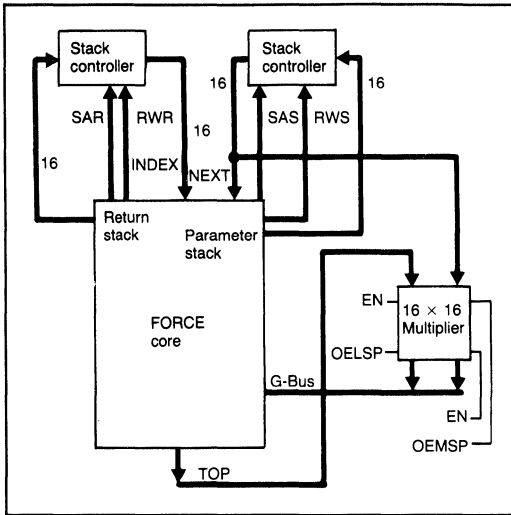 Stack
controller
Stack
controller
16
16
SAR
RWR
SAS
RWS
16
16
INDEX
NEXT
Return
stack
Parameter
stack
FORCE
core
EN
16 × 16
Multiplier
OELSP
G-Bus
EN
OEMSP
TOP